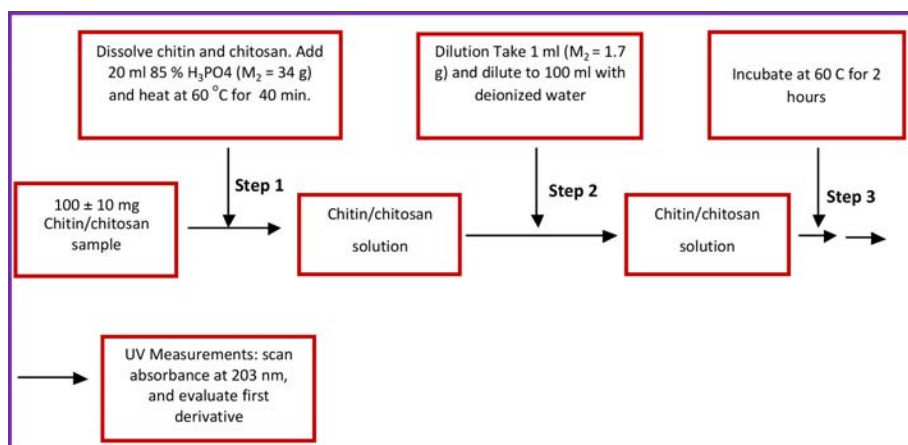 Dissolve chitin and chitosan. Add
20 ml 85 % H₃PO4 (M₂ = 34 g)
and heat at 60 °C for 40 min.
Dilution Take 1 ml (M₂ = 1.7
g) and dilute to 100 ml with
deionized water
Incubate at 60 C for 2
hours
Step 1
Step 2
Step 3
100 ± 10 mg
Chitin/chitosan
sample
Chitin/chitosan
solution
Chitin/chitosan
solution
UV Measurements: scan
absorbance at 203 nm,
and evaluate first
derivative